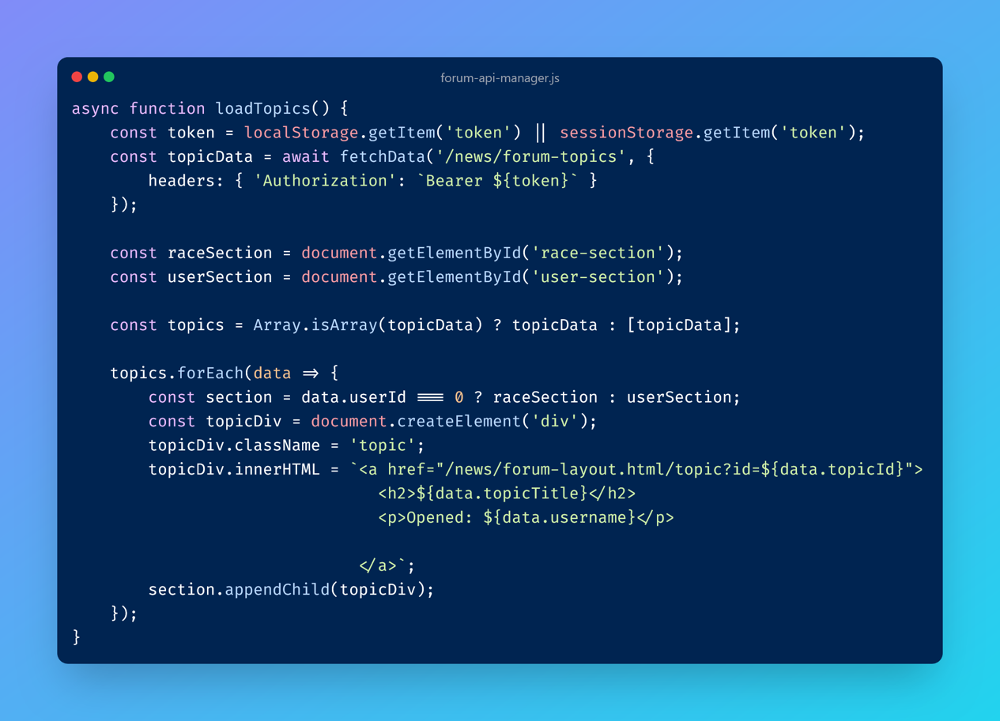 forum-api-manager.js
async function loadTopics() {
    const token = localStorage.getItem('token') || sessionStorage.getItem('token');
    const topicData = await fetchData('/news/forum-topics', {
        headers: { 'Authorization': `Bearer ${token}` }
    });

    const raceSection = document.getElementById('race-section');
    const userSection = document.getElementById('user-section');

    const topics = Array.isArray(topicData) ? topicData : [topicData];

    topics.forEach(data => {
        const section = data.userId === 0 ? raceSection : userSection;
        const topicDiv = document.createElement('div');
        topicDiv.className = 'topic';
        topicDiv.innerHTML = `<a href="/news/forum-layout.html/topic?id=${data.topicId}">
                                <h2>${data.topicTitle}</h2>
                                <p>Opened: ${data.username}</p>

                              </a>`;
        section.appendChild(topicDiv);
    });
}